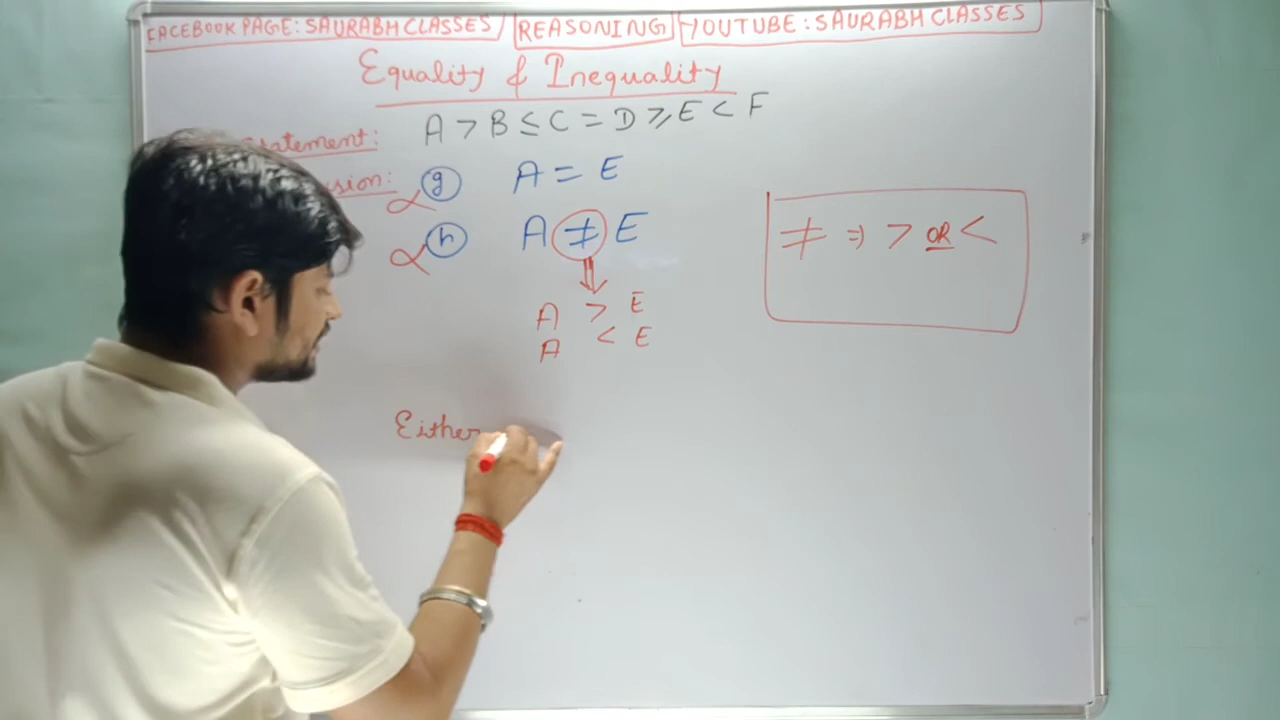 FACEBOOK PAGE: SAURABH CLASSES REASONING YOUTUBE: SAURABH CLASSES
Equality & Inequality
A > B ≤ C = D ≥ E < F
g A = E
h A ≠ E
≠ ⇒ > OR <
A > E
A < E
Either